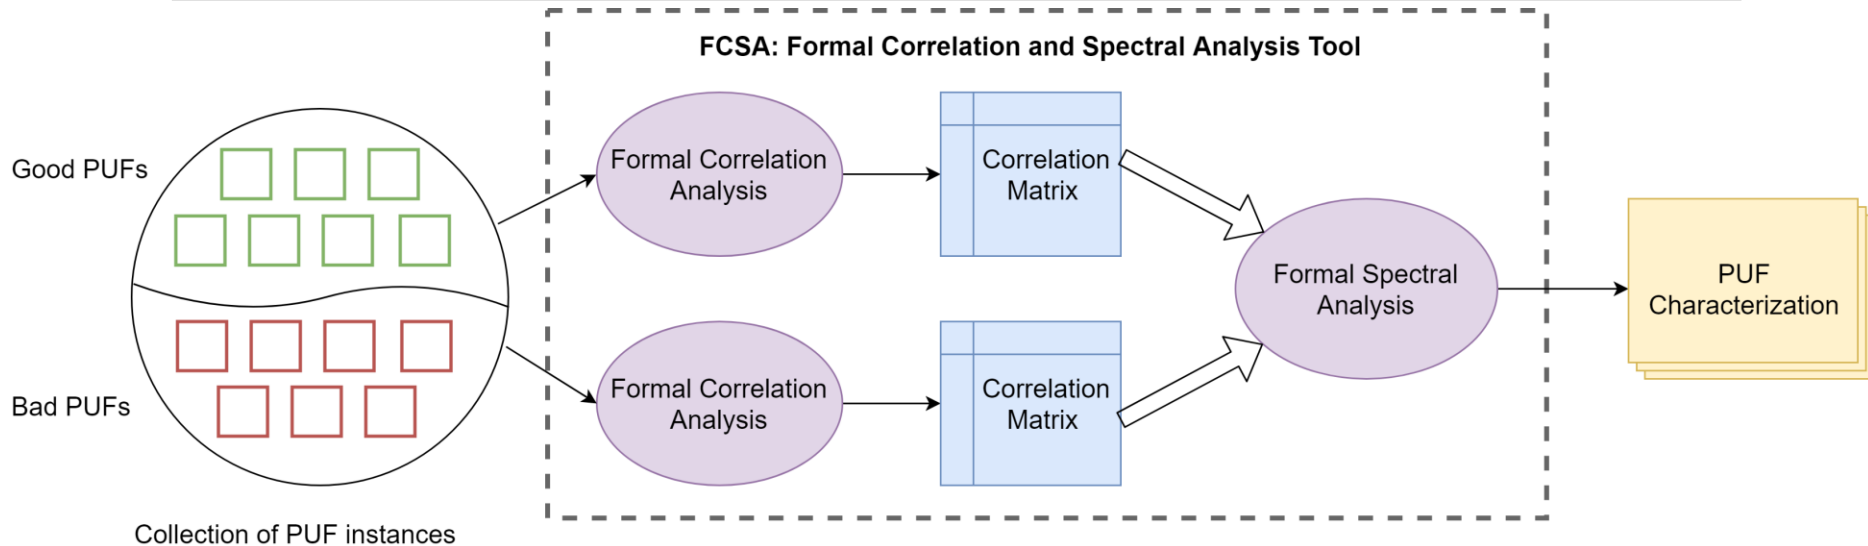 FCSA: Formal Correlation and Spectral Analysis Tool
Good PUFs
Bad PUFs
Collection of PUF instances
Formal Correlation
Analysis
Correlation
Matrix
Formal Correlation
Analysis
Correlation
Matrix
Formal Spectral
Analysis
PUF
Characterization